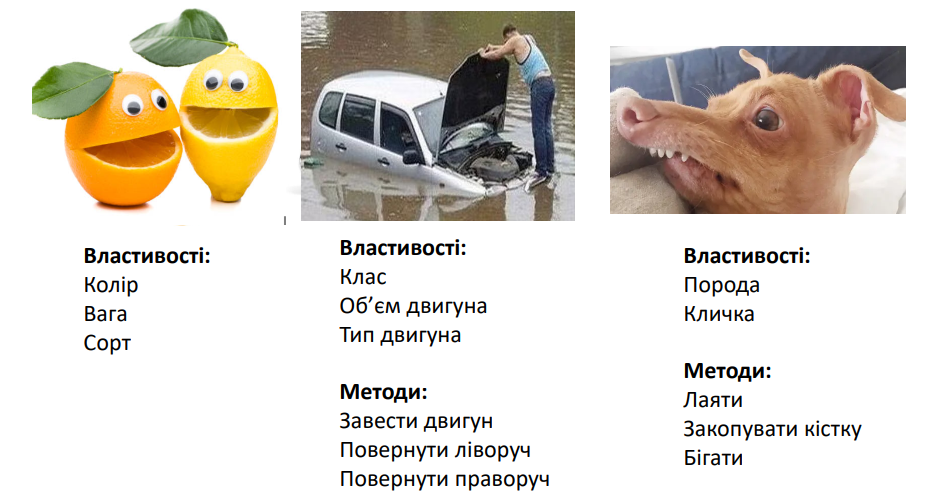 Властивості:
Колір
Вага
Сорт
Властивості:
Клас
Об’єм двигуна
Тип двигуна
Методи:
Завести двигун
Повернути ліворуч
Повернути праворуч
Властивості:
Порода
Кличка
Методи:
Лаяти
Закопувати кістку
Бігати